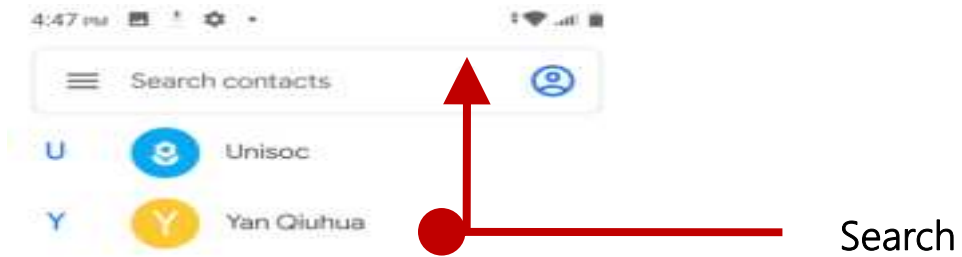 4:47 PM
Search contacts
U Unisoc
Y Y Yan Qiuhua
Search